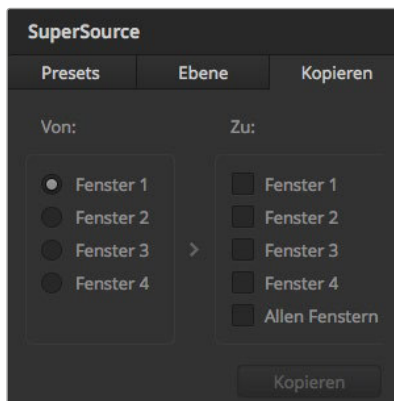 SuperSource
Presets Ebene Kopieren
Von: Zu:
Fenster 1 Fenster 1
Fenster 2 Fenster 2
Fenster 3 > Fenster 3
Fenster 4 Fenster 4
Allen Fenstern
Kopieren